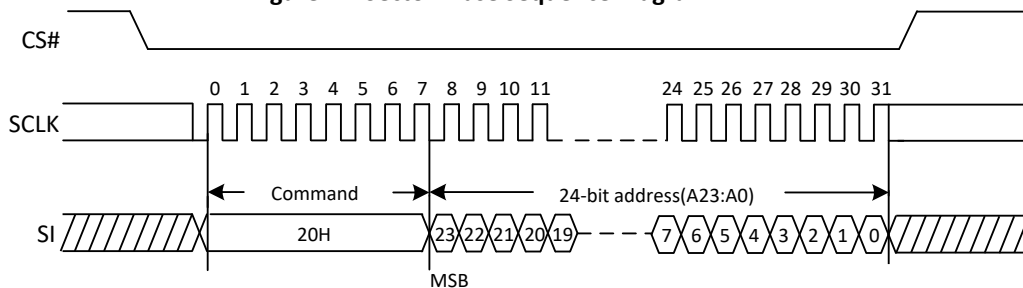 CS#
0 1 2 3 4 5 6 7 8 9 10 11 24 25 26 27 28 29 30 31
SCLK
Command 24-bit address(A23:A0)
SI 20H 23 22 21 20 19 7 6 5 4 3 2 1 0
MSB